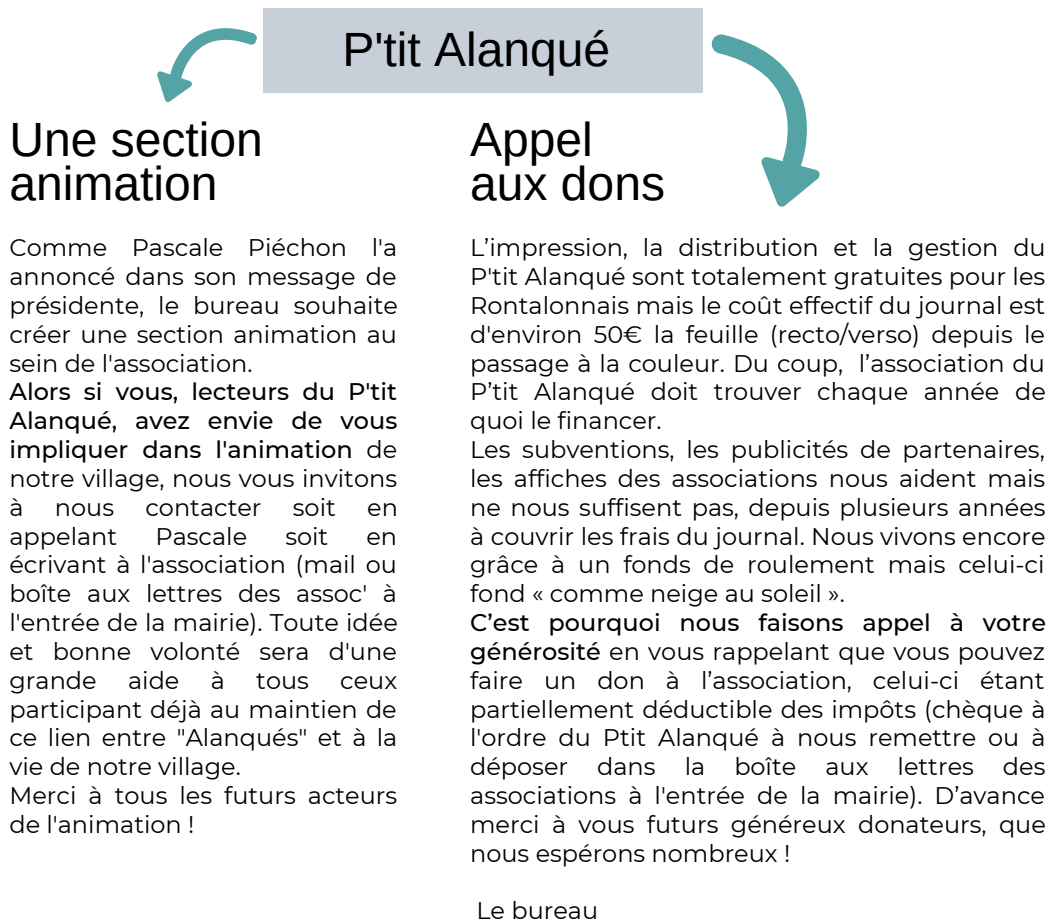 P'tit Alanqué
Une section
animation
Comme Pascale Piéchon l'a
annoncé dans son message de
présidente, le bureau souhaite
créer une section animation au
sein de l'association.
Alors si vous, lecteurs du P'tit
Alanqué, avez envie de vous
impliquer dans l'animation de
notre village, nous vous invitons
à nous contacter soit en
appelant Pascale soit en
écrivant à l'association (mail ou
boîte aux lettres des assoc' à
l'entrée de la mairie). Toute idée
et bonne volonté sera d'une
grande aide à tous ceux
participant déjà au maintien de
ce lien entre "Alanqués" et à la
vie de notre village.
Merci à tous les futurs acteurs
de l'animation !
Appel
aux dons
L’impression, la distribution et la gestion du
P'tit Alanqué sont totalement gratuites pour les
Rontalonnais mais le coût effectif du journal est
d'environ 50€ la feuille (recto/verso) depuis le
passage à la couleur. Du coup, l’association du
P’tit Alanqué doit trouver chaque année de
quoi le financer.
Les subventions, les publicités de partenaires,
les affiches des associations nous aident mais
ne nous suffisent pas, depuis plusieurs années
à couvrir les frais du journal. Nous vivons encore
grâce à un fonds de roulement mais celui-ci
fond « comme neige au soleil ».
C’est pourquoi nous faisons appel à votre
générosité en vous rappelant que vous pouvez
faire un don à l’association, celui-ci étant
partiellement déductible des impôts (chèque à
l'ordre du Ptit Alanqué à nous remettre ou à
déposer dans la boîte aux lettres des
associations à l'entrée de la mairie). D’avance
merci à vous futurs généreux donateurs, que
nous espérons nombreux !
Le bureau